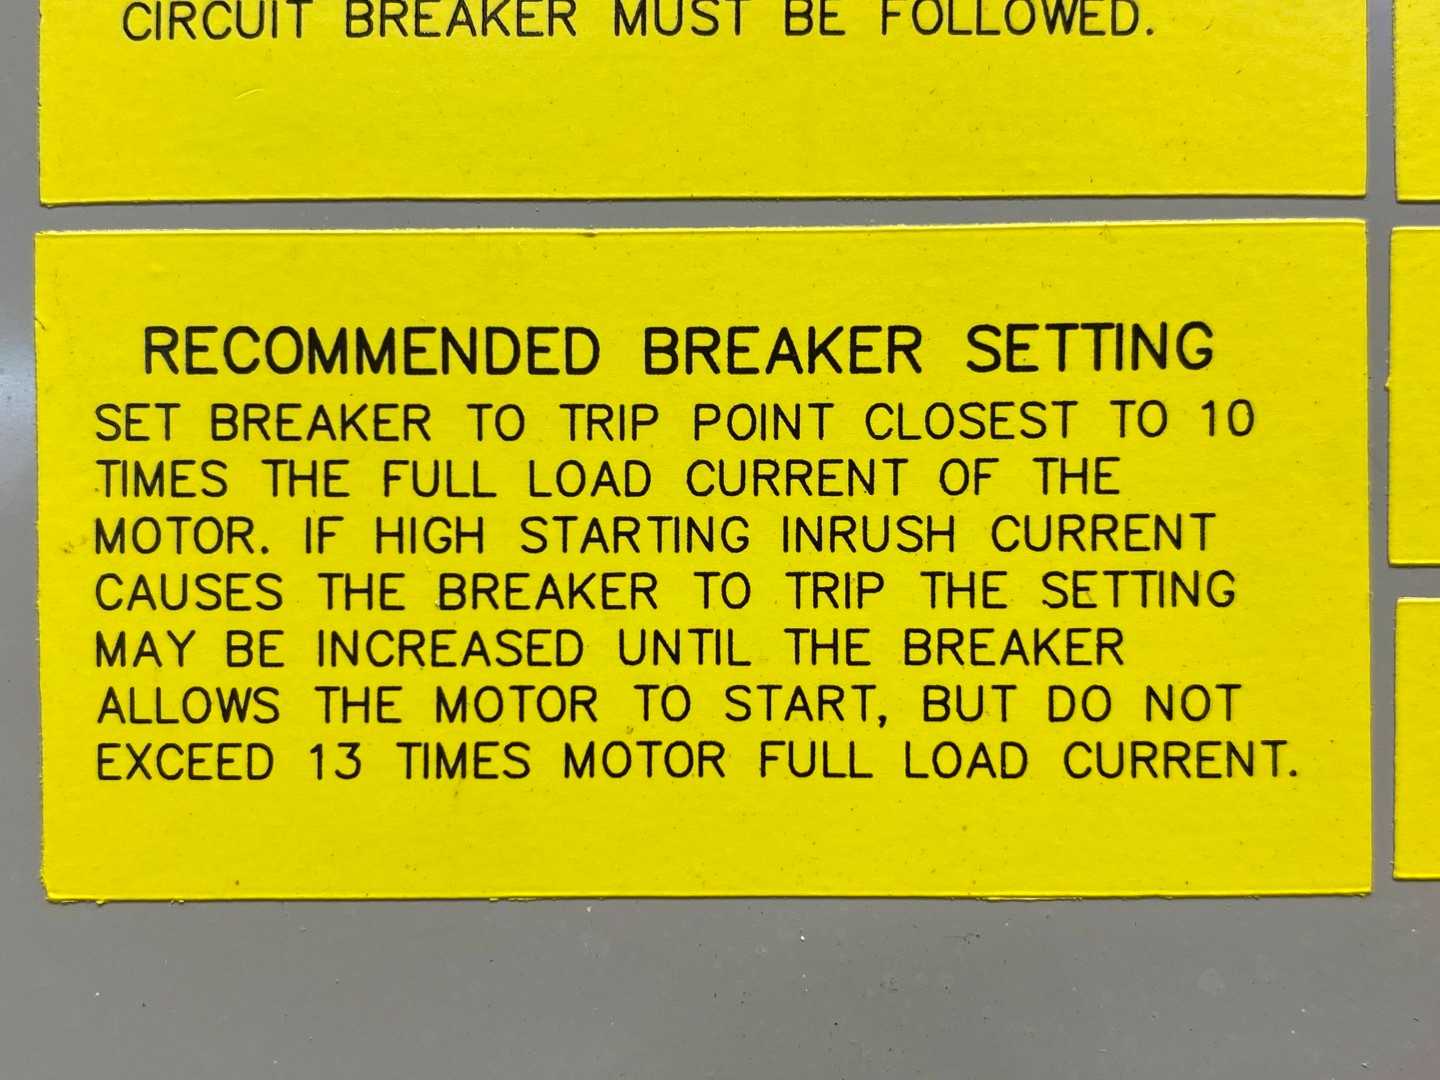 CIRCUIT BREAKER MUST BE FOLLOWED.
RECOMMENDED BREAKER SETTING
SET BREAKER TO TRIP POINT CLOSEST TO 10
TIMES THE FULL LOAD CURRENT OF THE
MOTOR. IF HIGH STARTING INRUSH CURRENT
CAUSES THE BREAKER TO TRIP THE SETTING
MAY BE INCREASED UNTIL THE BREAKER
ALLOWS THE MOTOR TO START, BUT DO NOT
EXCEED 13 TIMES MOTOR FULL LOAD CURRENT.